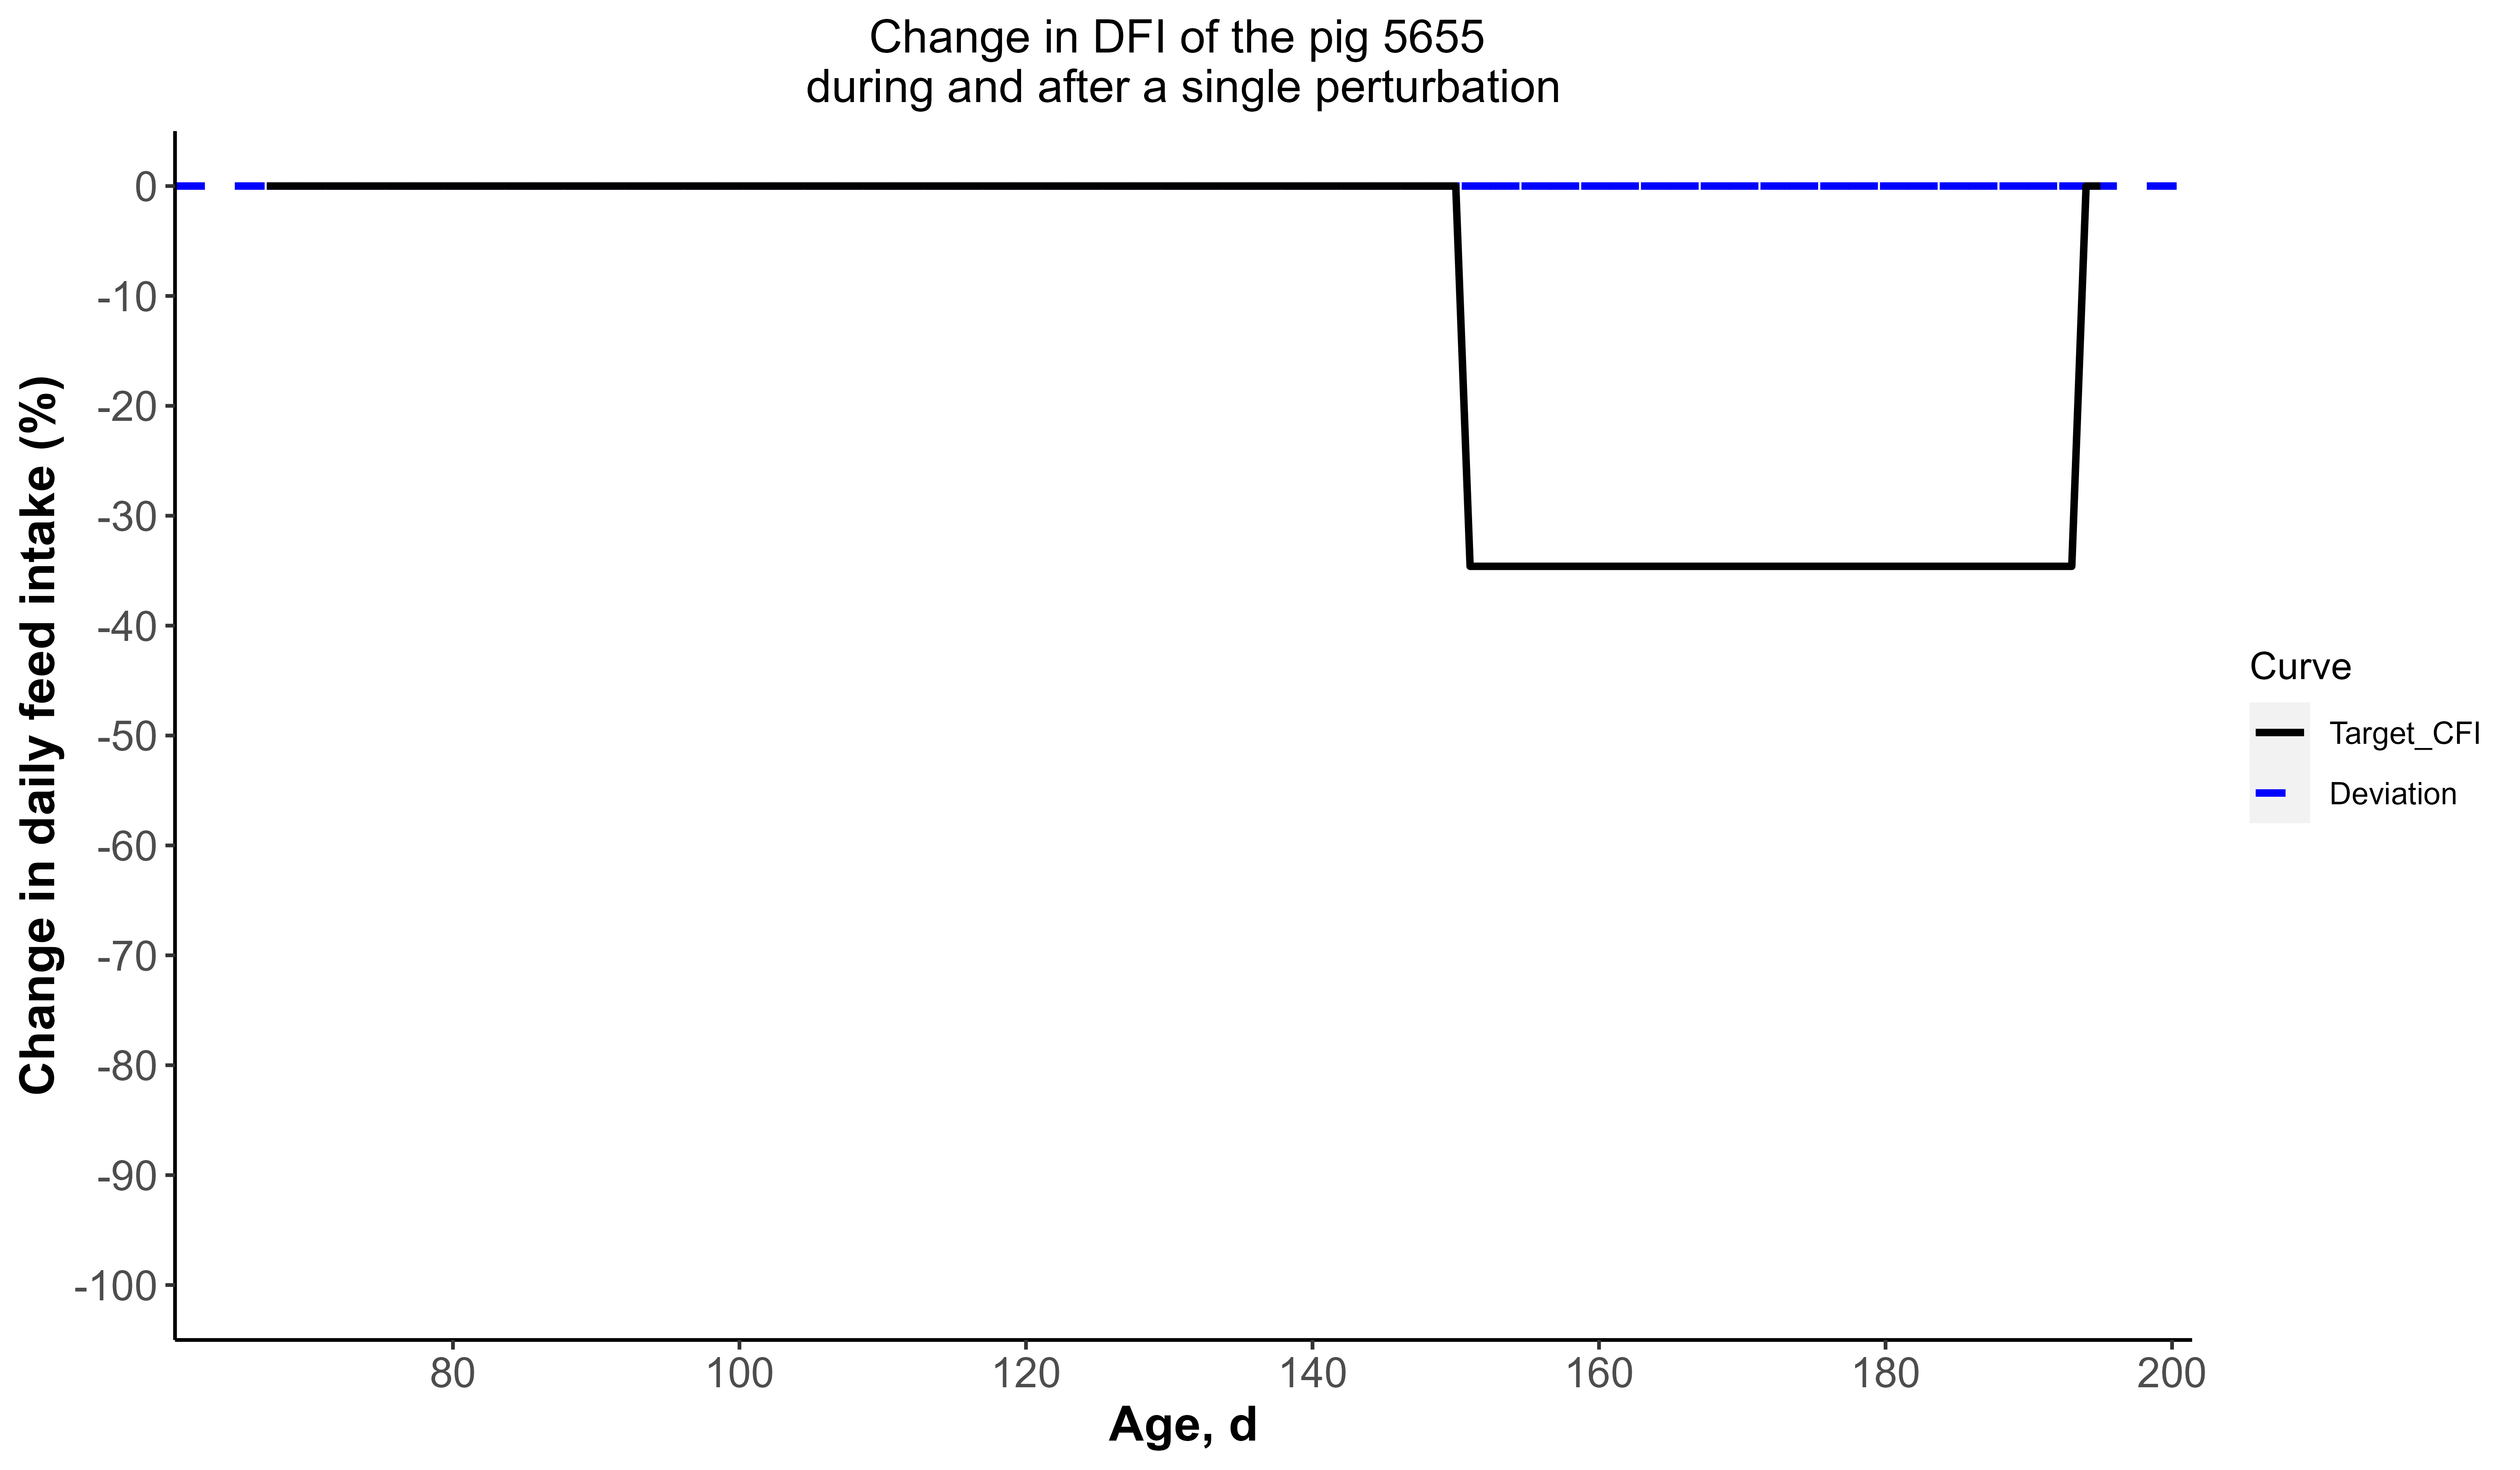 Change in DFI of the pig 5655
during and after a single perturbation
Change in daily feed intake (%)
0
-10
-20
-30
-40
-50
-60
-70
-80
-90
-100
80
100
120
140
160
180
200
Age, d
Curve
Target_CFI
Deviation